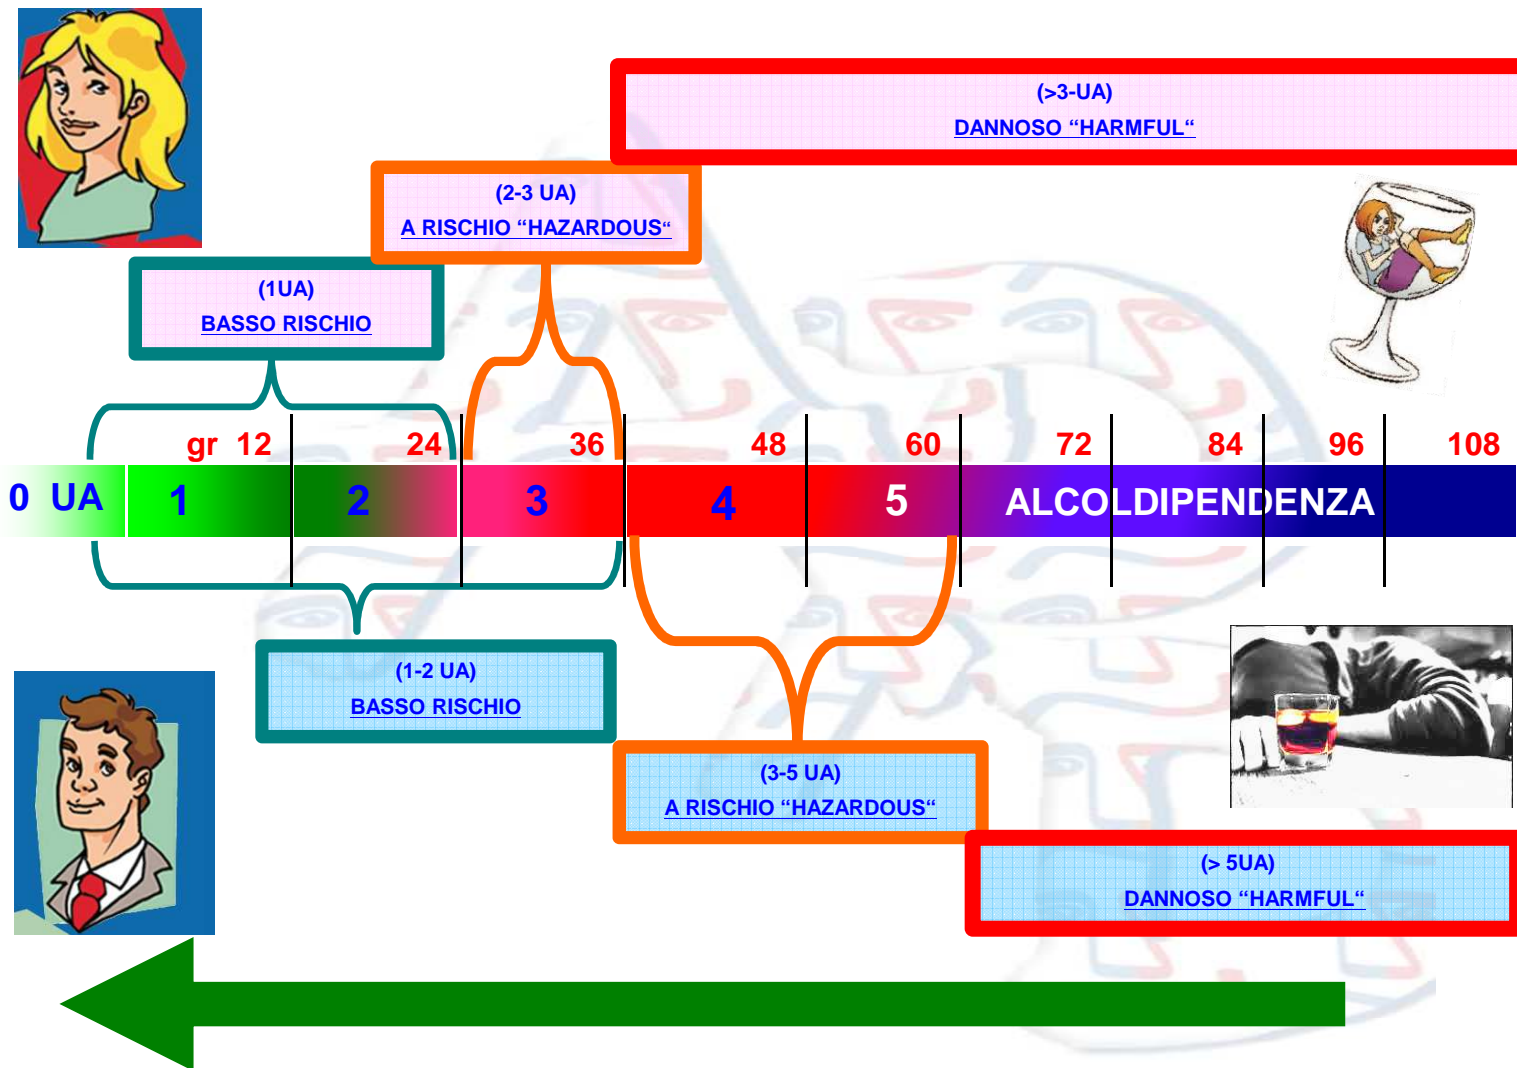 (>3-UA)
DANNOSO “HARMFUL“
(2-3 UA)
A RISCHIO “HAZARDOUS“
(1UA)
BASSO RISCHIO
gr 12 24 36 48 60 72 84 96 108
0 UA 1 2 3 4 5 ALCOLDIPENDENZA
(1-2 UA)
BASSO RISCHIO
(3-5 UA)
A RISCHIO “HAZARDOUS“
(> 5UA)
DANNOSO “HARMFUL“